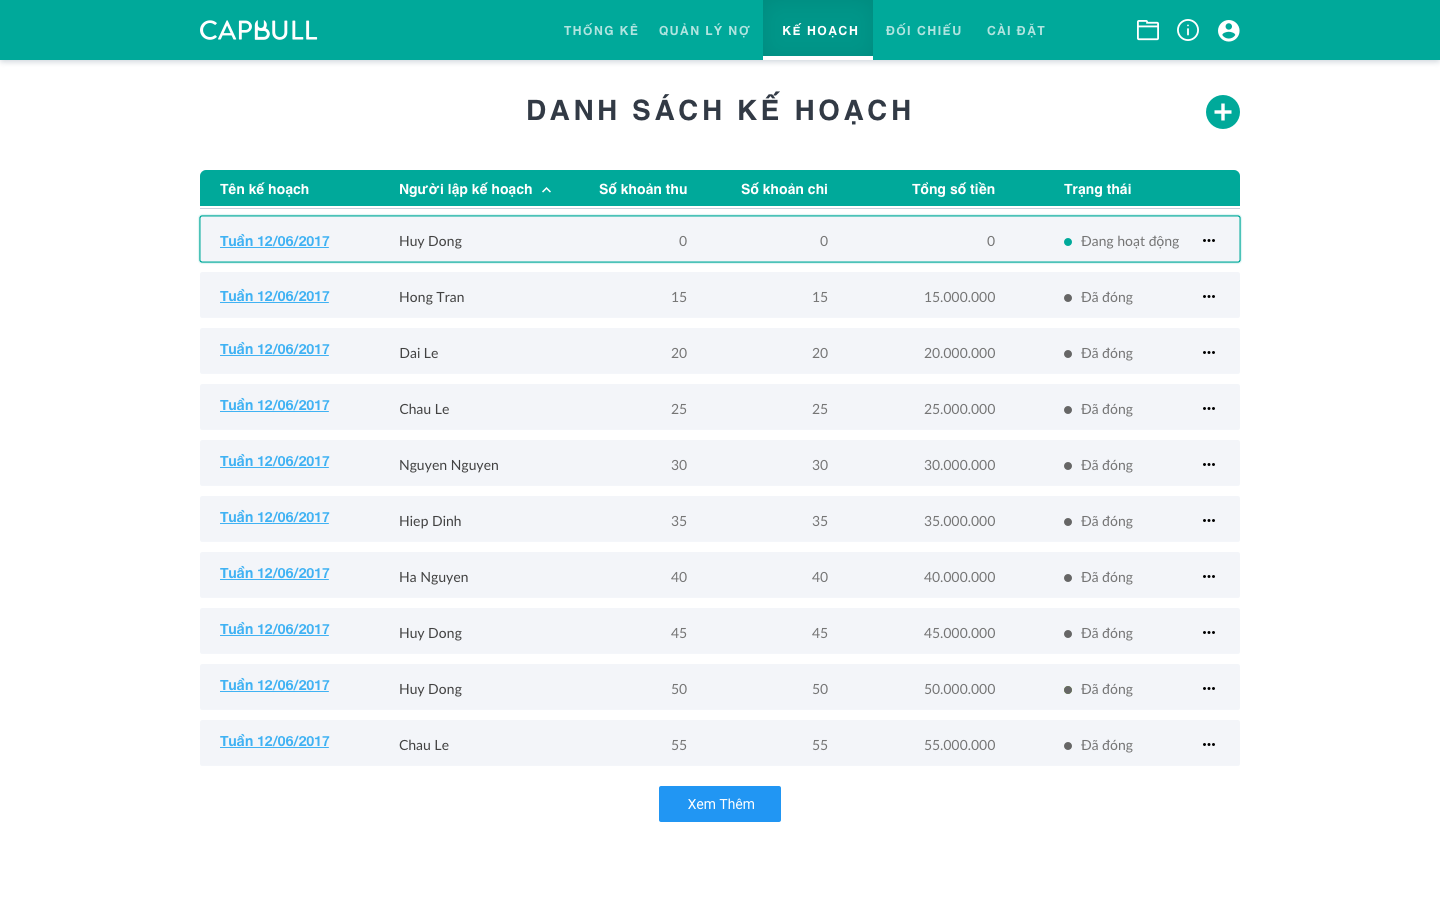 CAPBULL THỐNG KÊ QUẢN LÝ NỢ KẾ HOẠCH ĐỐI CHIẾU CÀI ĐẶT
DANH SÁCH KẾ HOẠCH
Tên kế hoạch Người lập kế hoạch Số khoản thu Số khoản chi Tổng số tiền Trạng thái
Tuần 12/06/2017 Huy Dong 0 0 0 Đang hoạt động
Tuần 12/06/2017 Hong Tran 15 15 15.000.000 Đã đóng
Tuần 12/06/2017 Dai Le 20 20 20.000.000 Đã đóng
Tuần 12/06/2017 Chau Le 25 25 25.000.000 Đã đóng
Tuần 12/06/2017 Nguyen Nguyen 30 30 30.000.000 Đã đóng
Tuần 12/06/2017 Hiep Dinh 35 35 35.000.000 Đã đóng
Tuần 12/06/2017 Ha Nguyen 40 40 40.000.000 Đã đóng
Tuần 12/06/2017 Huy Dong 45 45 45.000.000 Đã đóng
Tuần 12/06/2017 Huy Dong 50 50 50.000.000 Đã đóng
Tuần 12/06/2017 Chau Le 55 55 55.000.000 Đã đóng
Xem Thêm